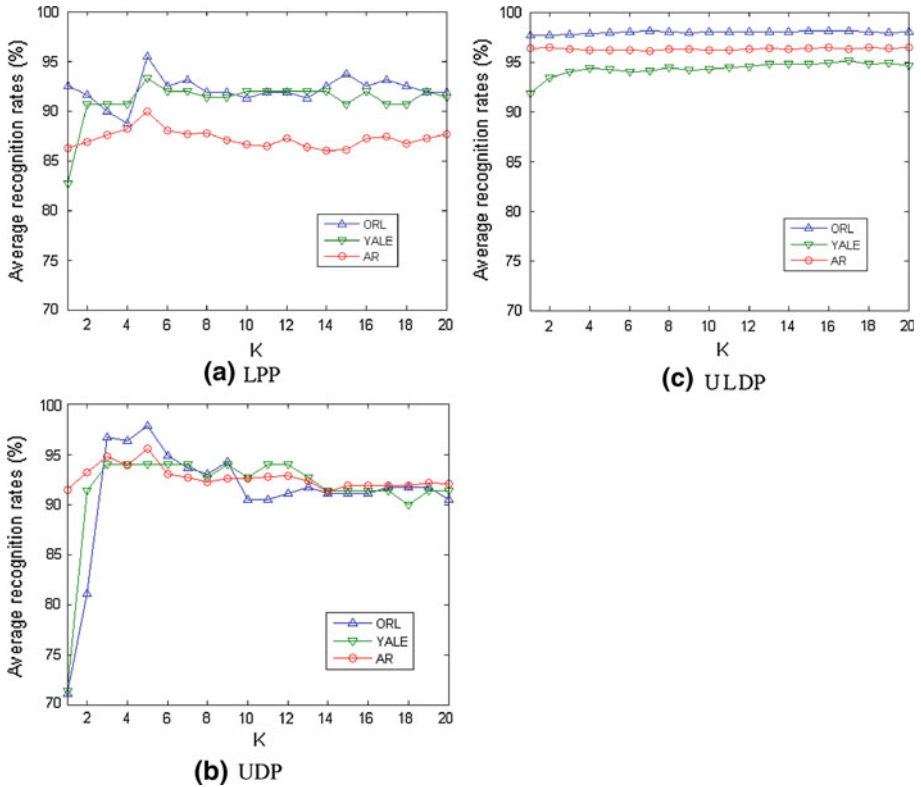 100
95
90
85
80
75
70
Average recognition rates (%)
2 4 6 8 10 12 14 16 18 20
K
ORL
YALE
AR
(a) LPP
100
95
90
85
80
75
70
Average recognition rates (%)
2 4 6 8 10 12 14 16 18 20
K
ORL
YALE
AR
(c) ULDP
100
95
90
85
80
75
70
Average recognition rates (%)
2 4 6 8 10 12 14 16 18 20
K
ORL
YALE
AR
(b) UDP